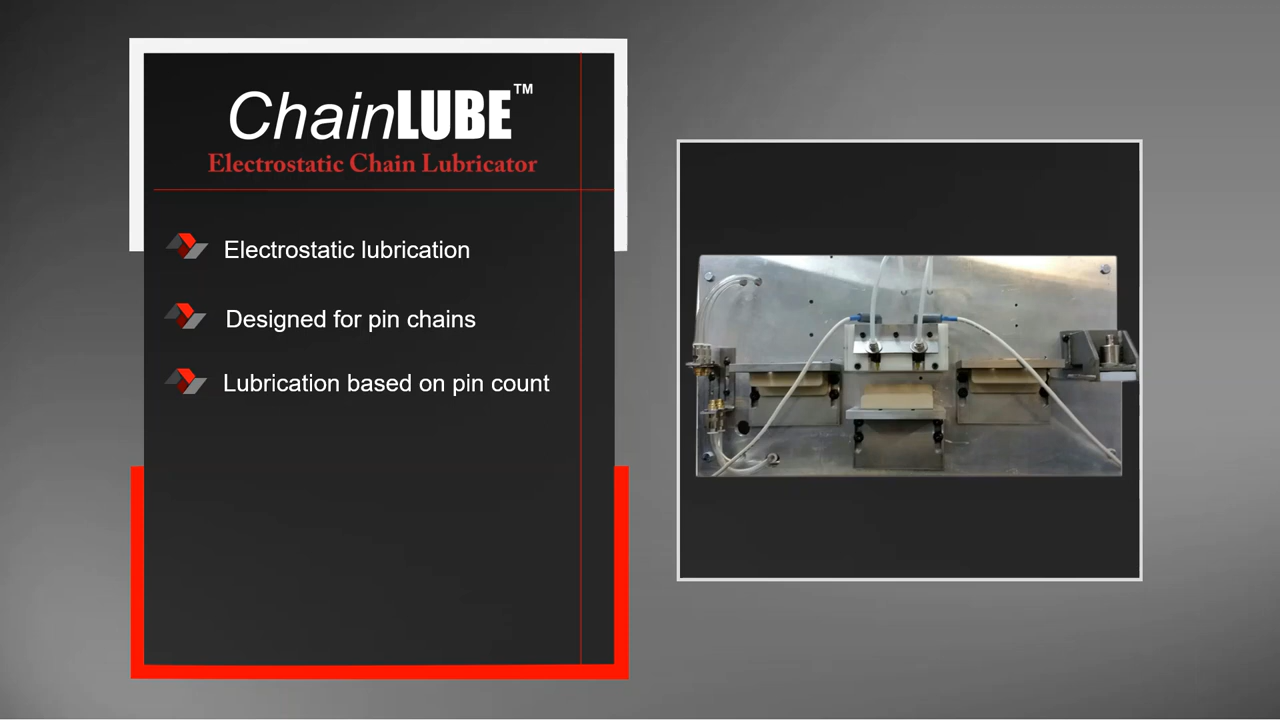 ChainLUBE™
Electrostatic Chain Lubricator
Electrostatic lubrication
Designed for pin chains
Lubrication based on pin count